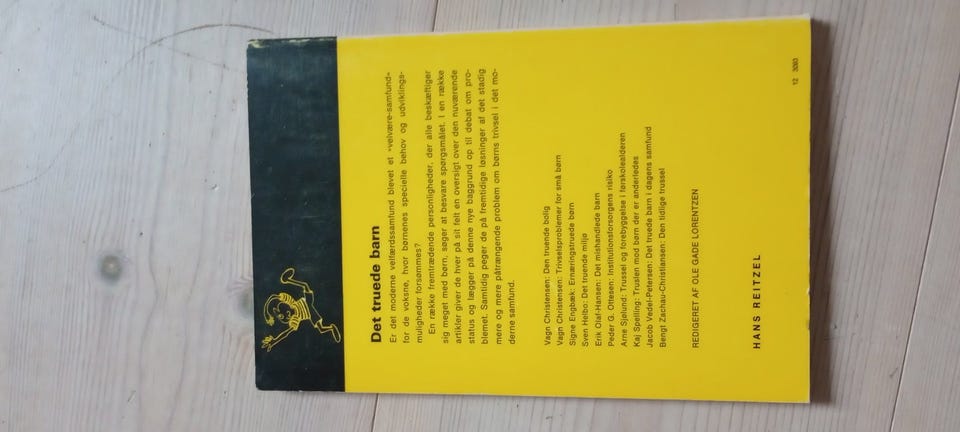 Det truede barn
Er det moderne velfærdssamfund blevet et »velvære-samfund«
for de voksne, hvor børnenes specielle behov og udviklings-
muligheder forsømmes?
En række fremtrædende personligheder, der alle beskæftiger
sig meget med børn, søger at besvare spørgsmålet. I en række
artikler giver de hver på sit felt en oversigt over den nuværende
status og lægger på denne nye baggrund op til debat om pro-
blemet. Samtidig peger de på fremtidige løsninger af det stadig
mere og mere påtrængende problem om børns trivsel i det mo-
derne samfund.
Vagn Christensen: Den truende bolig
Vagn Christensen: Trivselsproblemer for små børn
Signe Engbæk: Ernæringstruede børn
Sven Heltbo: Det truende miljø
Erik Olaf-Hansen: Det mishandlede barn
Peder G. Ottesen: Institutionsforsorgens risiko
Arne Sjølund: Trussel og forebyggelse i førskolealderen
Kaj Spelling: Truslen mod børn der er anderledes
Jacob Vedel-Petersen: Det truede barn i dagens samfund
Bengt Zachau-Christiansen: Den tidlige trussel
REDIGERET AF OLE GADE LORENTZEN
HANS REITZEL
12 3080